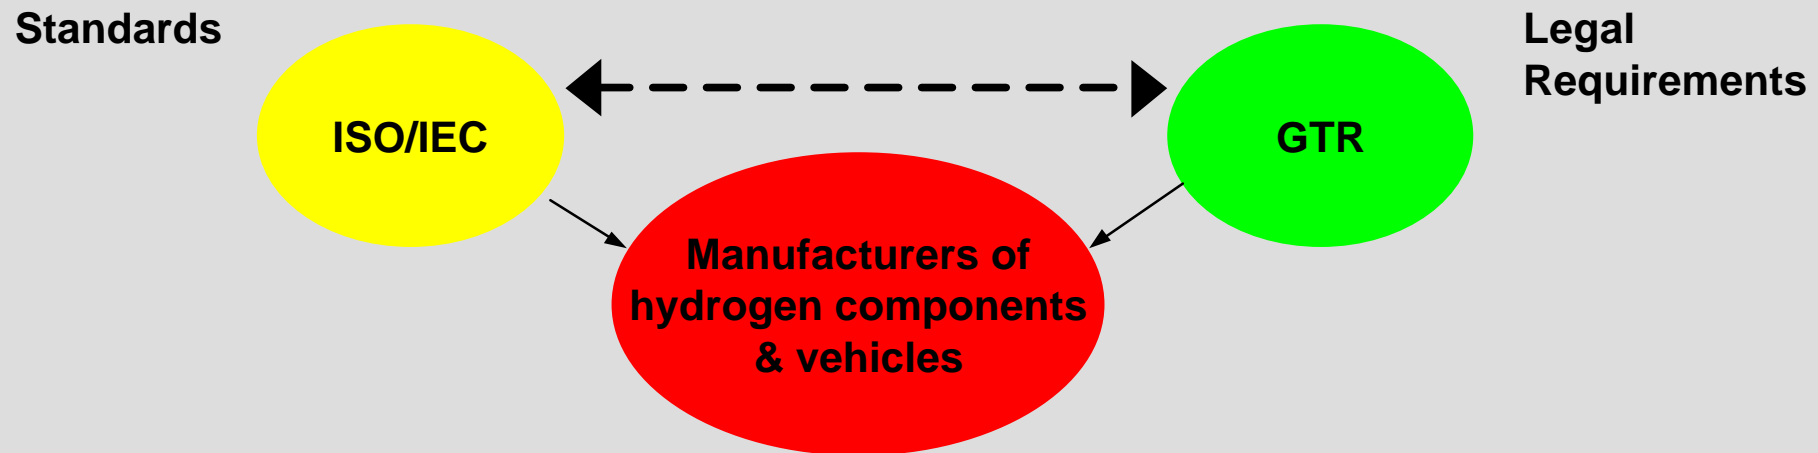 Standards
Legal
Requirements
ISO/IEC
GTR
Manufacturers of
hydrogen components
& vehicles